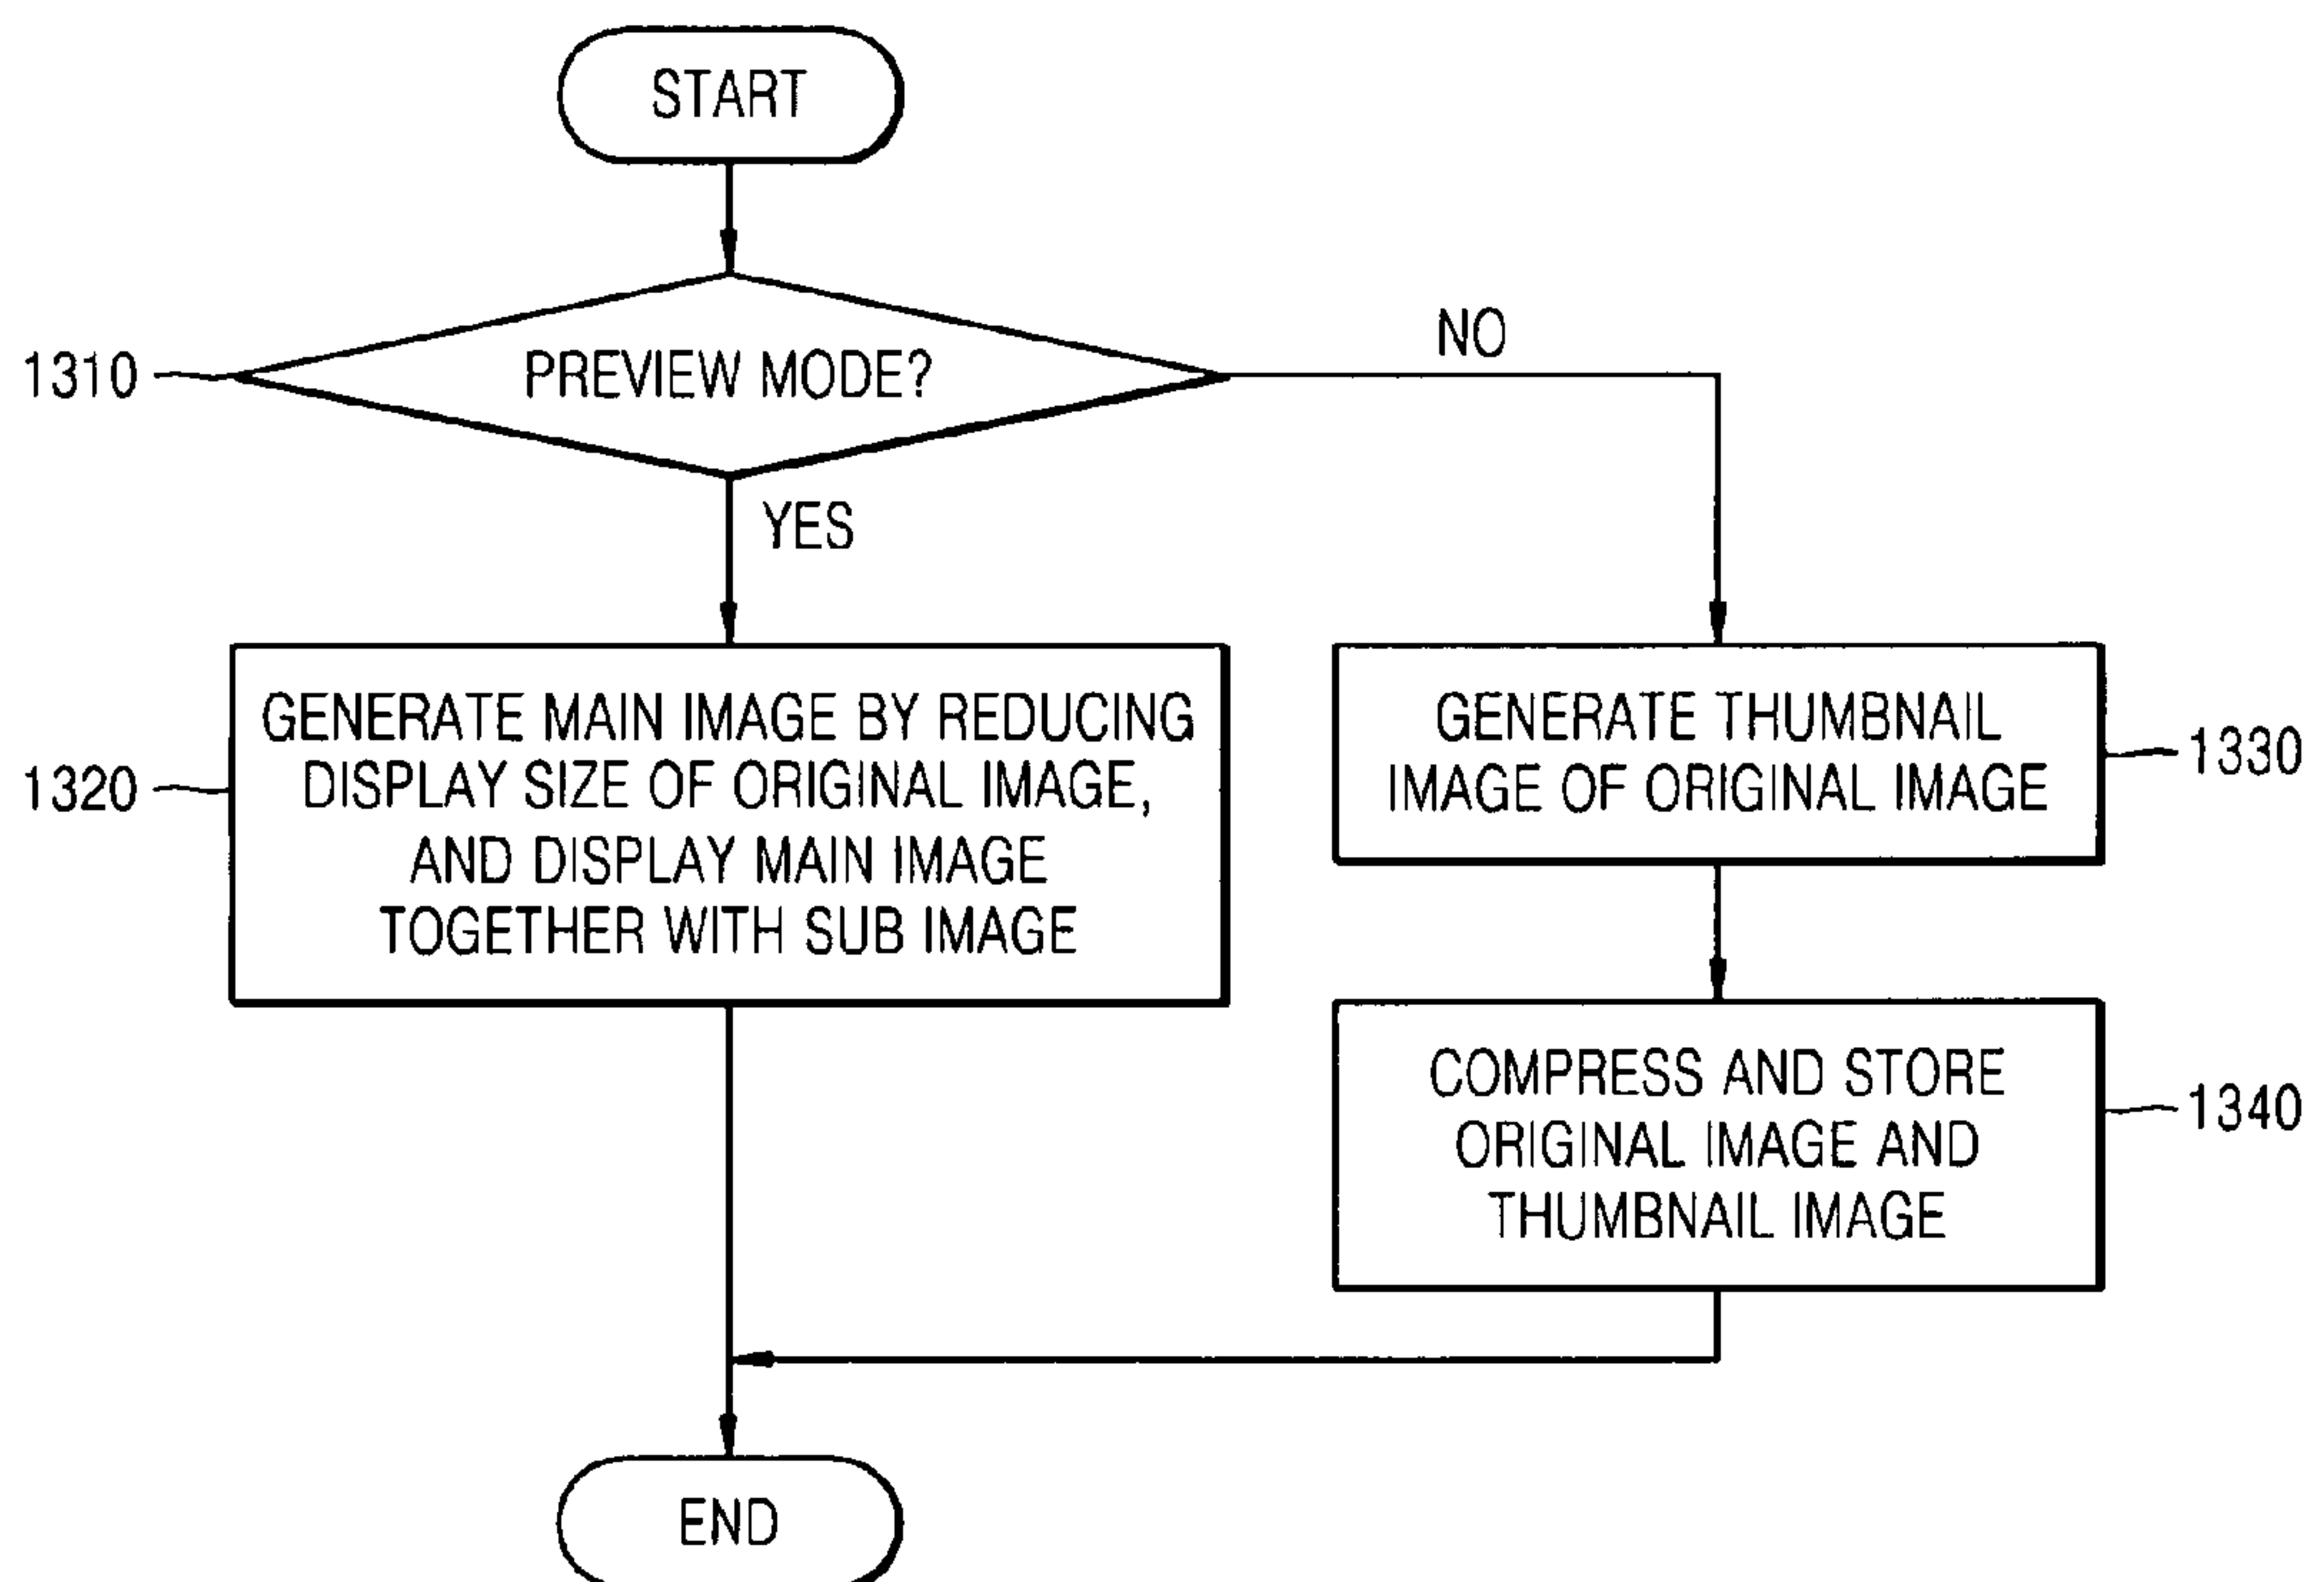 START
1310
PREVIEW MODE?
NO
YES
1320
GENERATE MAIN IMAGE BY REDUCING
DISPLAY SIZE OF ORIGINAL IMAGE,
AND DISPLAY MAIN IMAGE
TOGETHER WITH SUB IMAGE
GENERATE THUMBNAIL
IMAGE OF ORIGINAL IMAGE
1330
COMPRESS AND STORE
ORIGINAL IMAGE AND
THUMBNAIL IMAGE
1340
END